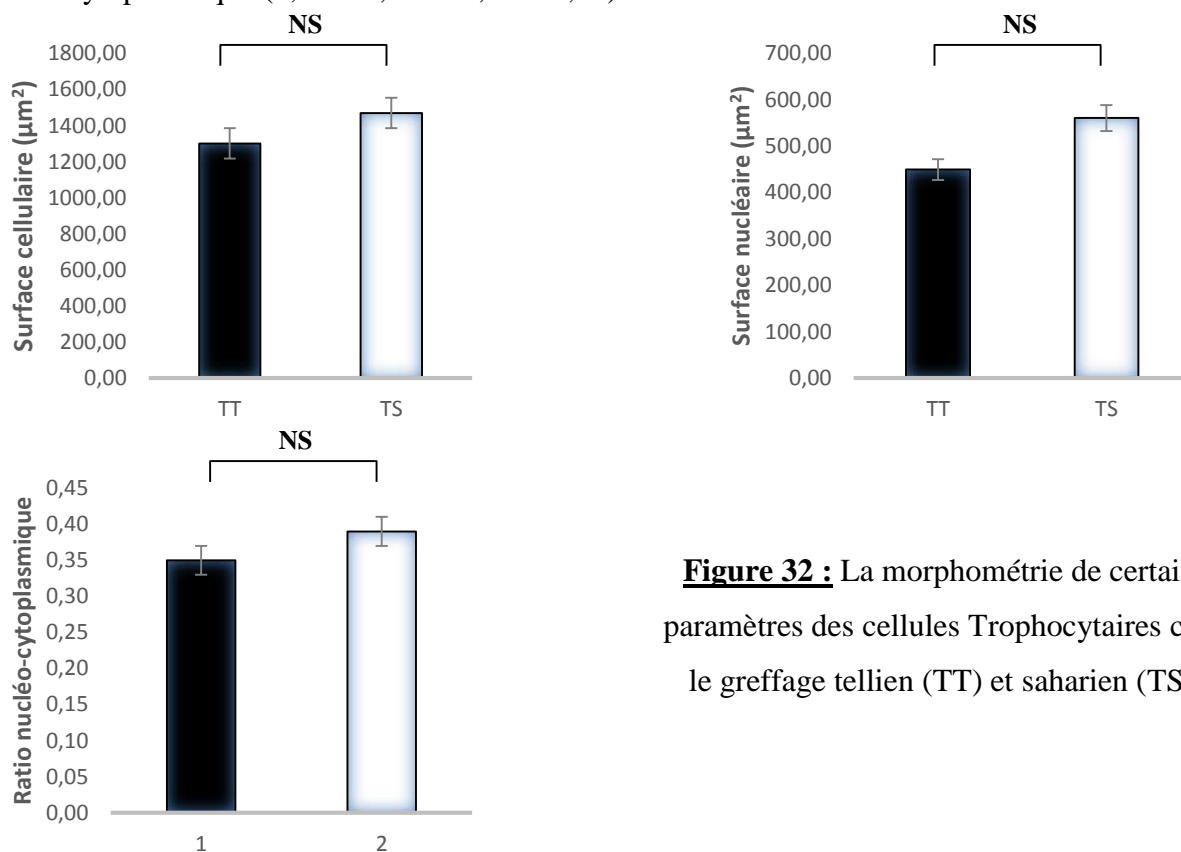 NS
1800,00
1600,00
1400,00
1200,00
1000,00
800,00
600,00
400,00
200,00
0,00
Surface cellulaire (µm²)
TT TS
NS
700,00
600,00
500,00
400,00
300,00
200,00
100,00
0,00
Surface nucléaire (µm²)
TT TS
NS
0,45
0,40
0,35
0,30
0,25
0,20
0,15
0,10
0,05
0,00
Ratio nucléo-cytoplasmique
1 2
Figure 32 : La morphométrie de certai
paramètres des cellules Trophocytaires c
le greffage tellien (TT) et saharien (TS